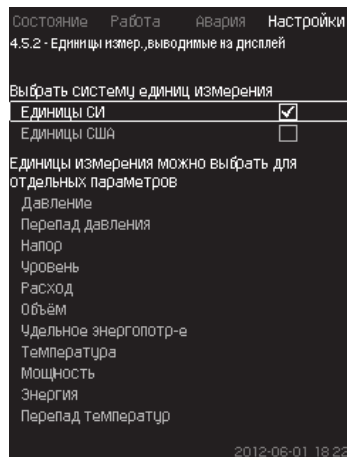 Состояние Работа Авария Настройки
4.5.2 - Единицы измер.,выводимые на дисплей
Выбрать систему единиц измерения
Единицы СИ
Единицы США
Единицы измерения можно выбрать для
отдельных параметров
Давление
Перепад давления
Напор
Уровень
Расход
Объём
Удельное энергопотр-е
Температура
Мощность
Энергия
Перепад температур
2012-06-01 18:22